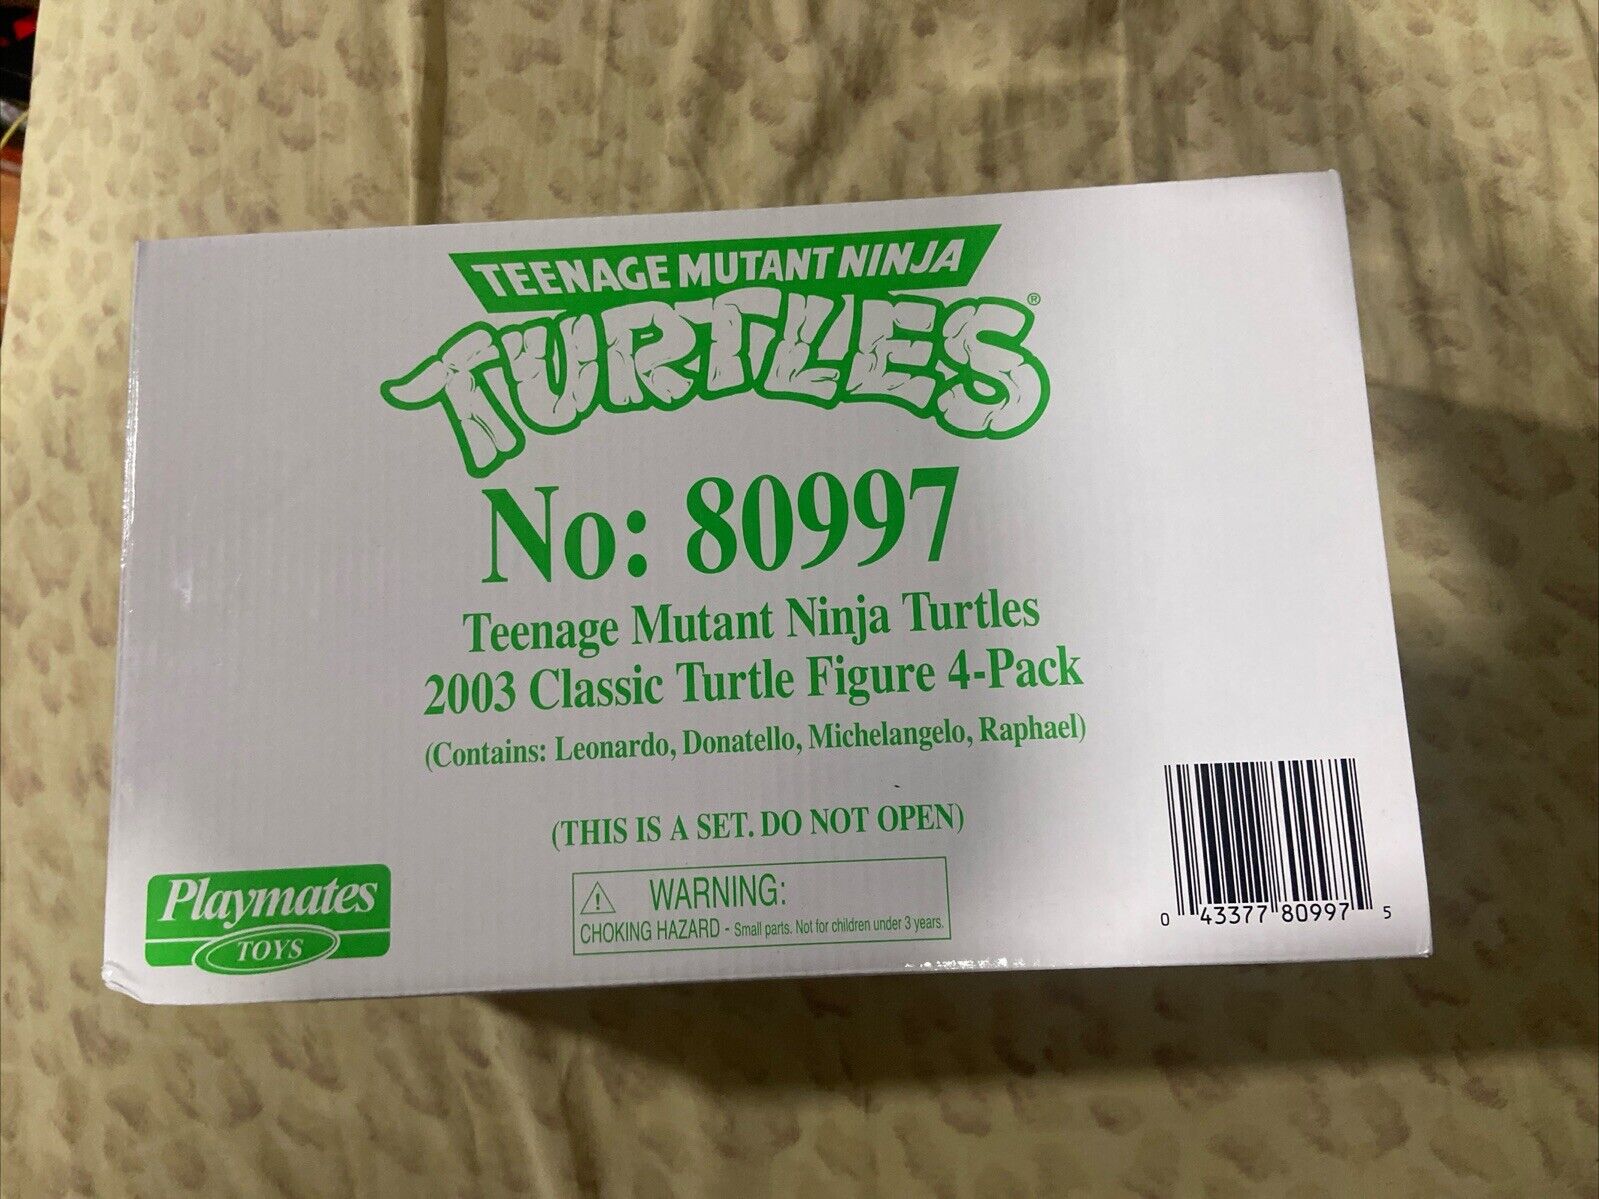 TEENAGE MUTANT NINJA
TURTLES®
No: 80997
Teenage Mutant Ninja Turtles
2003 Classic Turtle Figure 4-Pack
(Contains: Leonardo, Donatello, Michelangelo, Raphael)
(THIS IS A SET. DO NOT OPEN)
Playmates
TOYS
WARNING:
CHOKING HAZARD - Small parts. Not for children under 3 years.
0 43377 80997 5